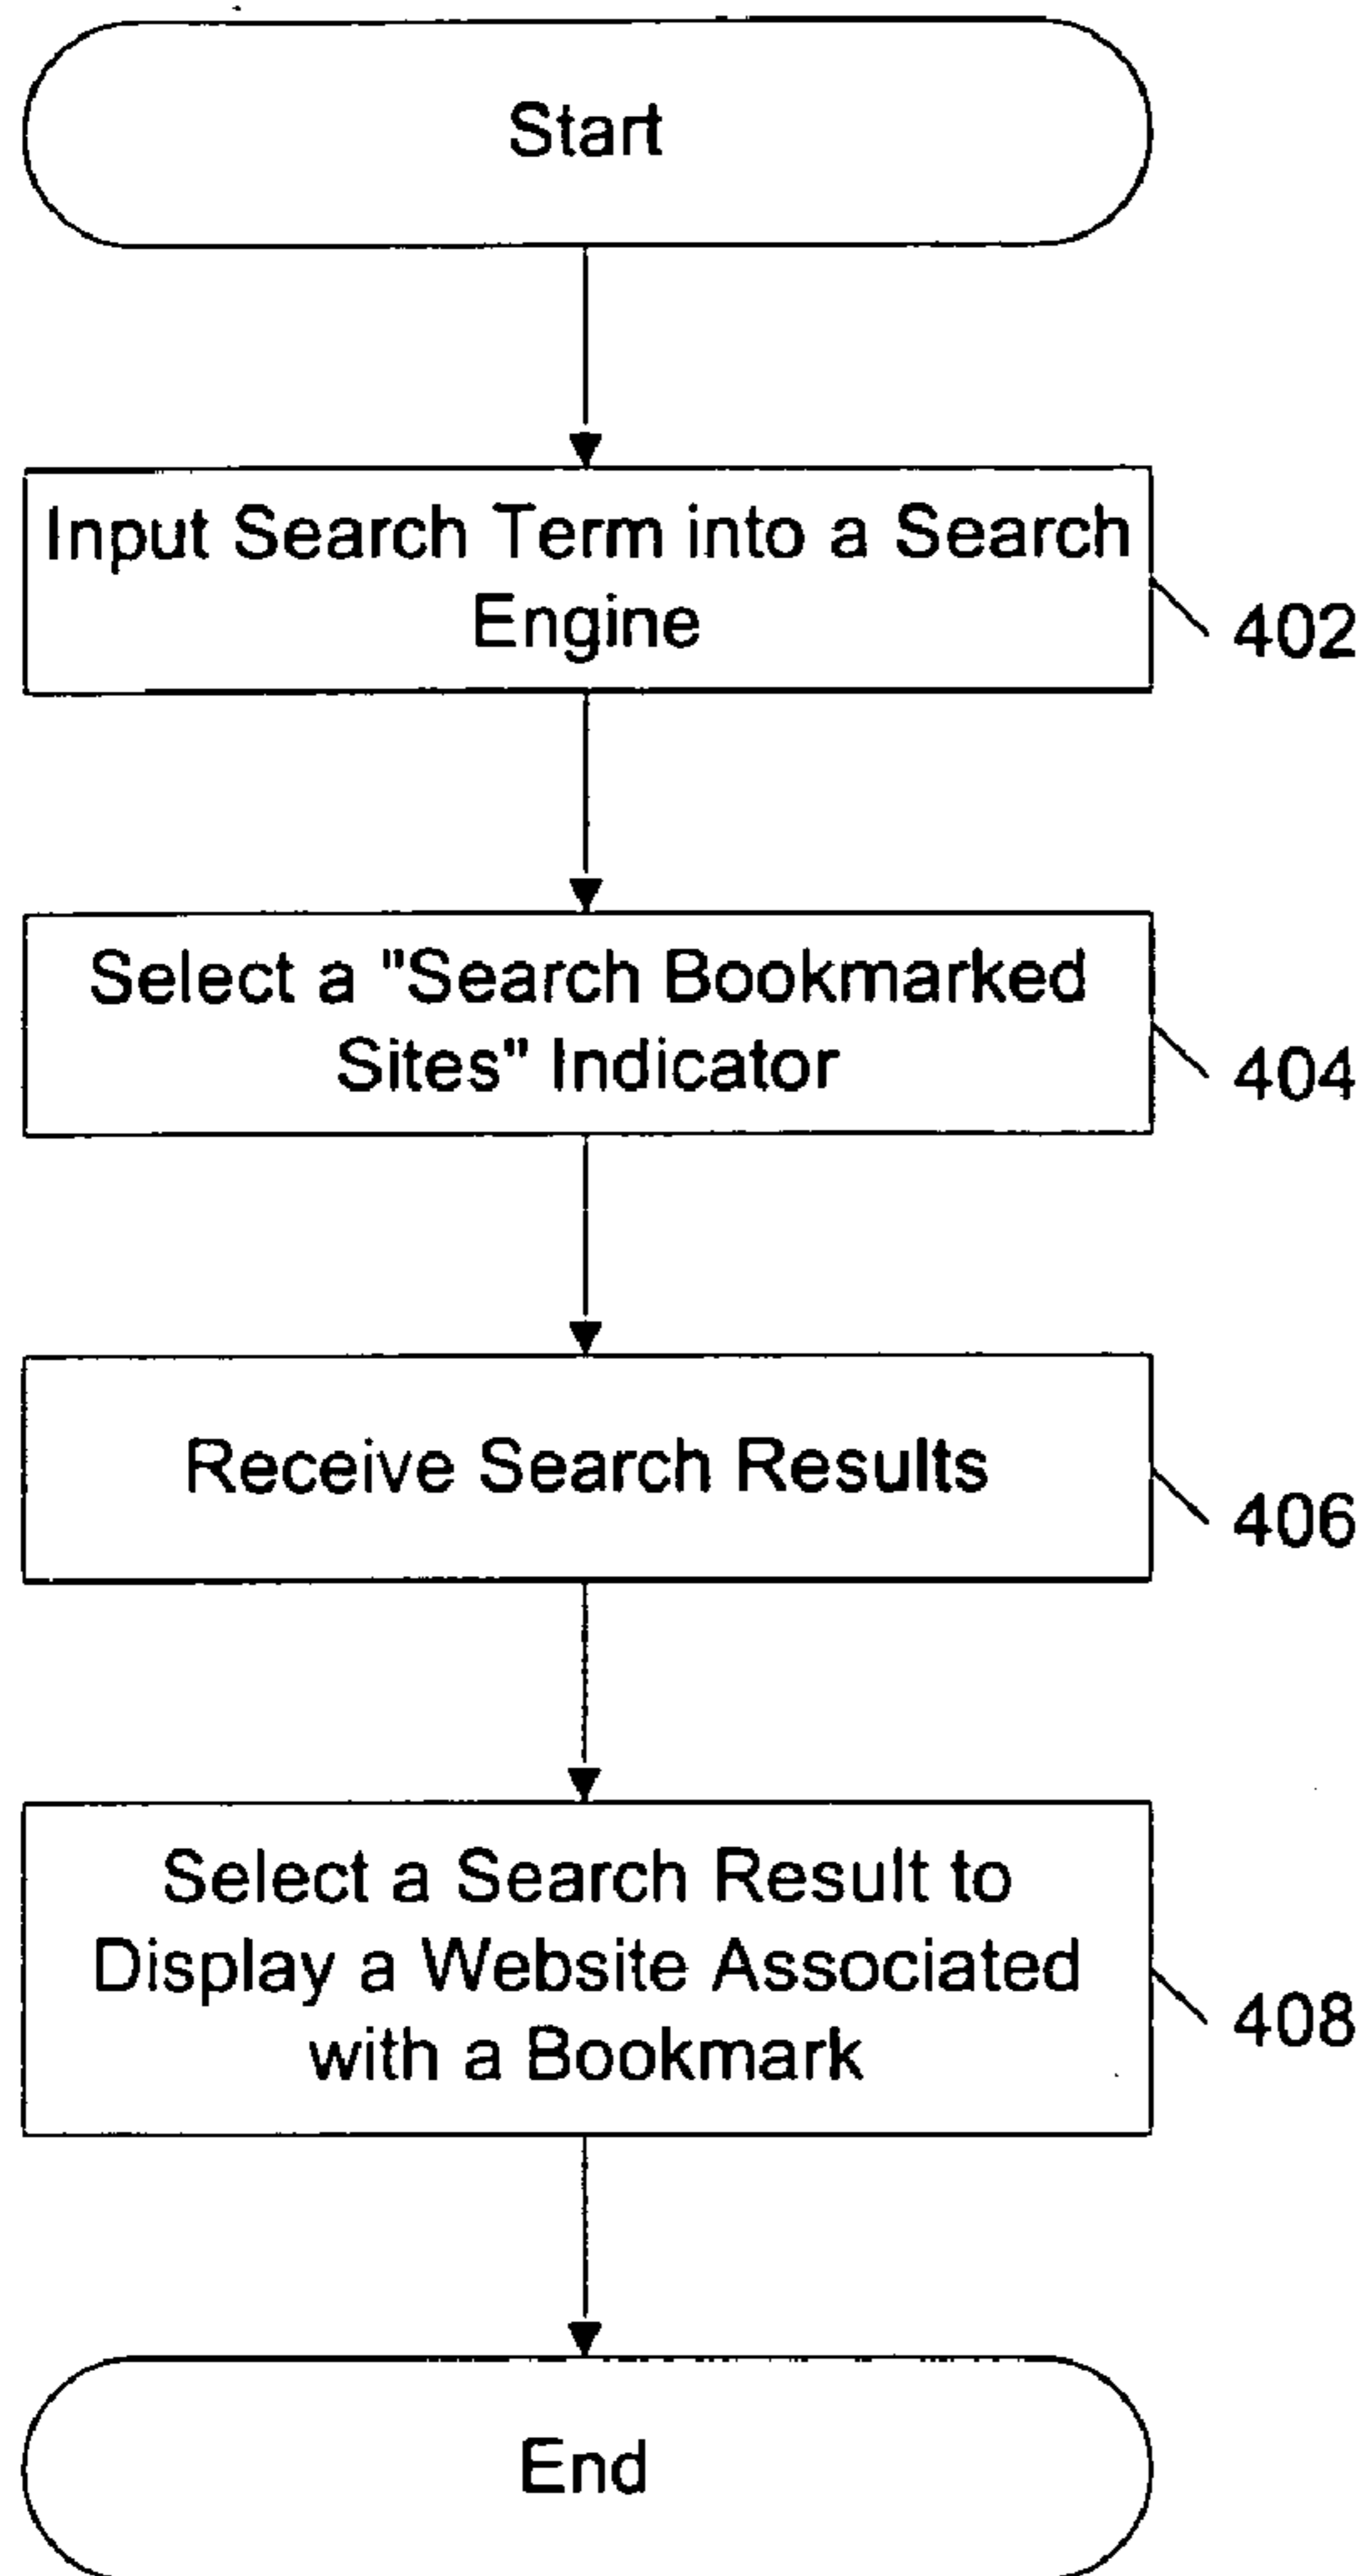 Start
Input Search Term into a Search
Engine
402
Select a "Search Bookmarked
Sites" Indicator
404
Receive Search Results
406
Select a Search Result to
Display a Website Associated
with a Bookmark
408
End